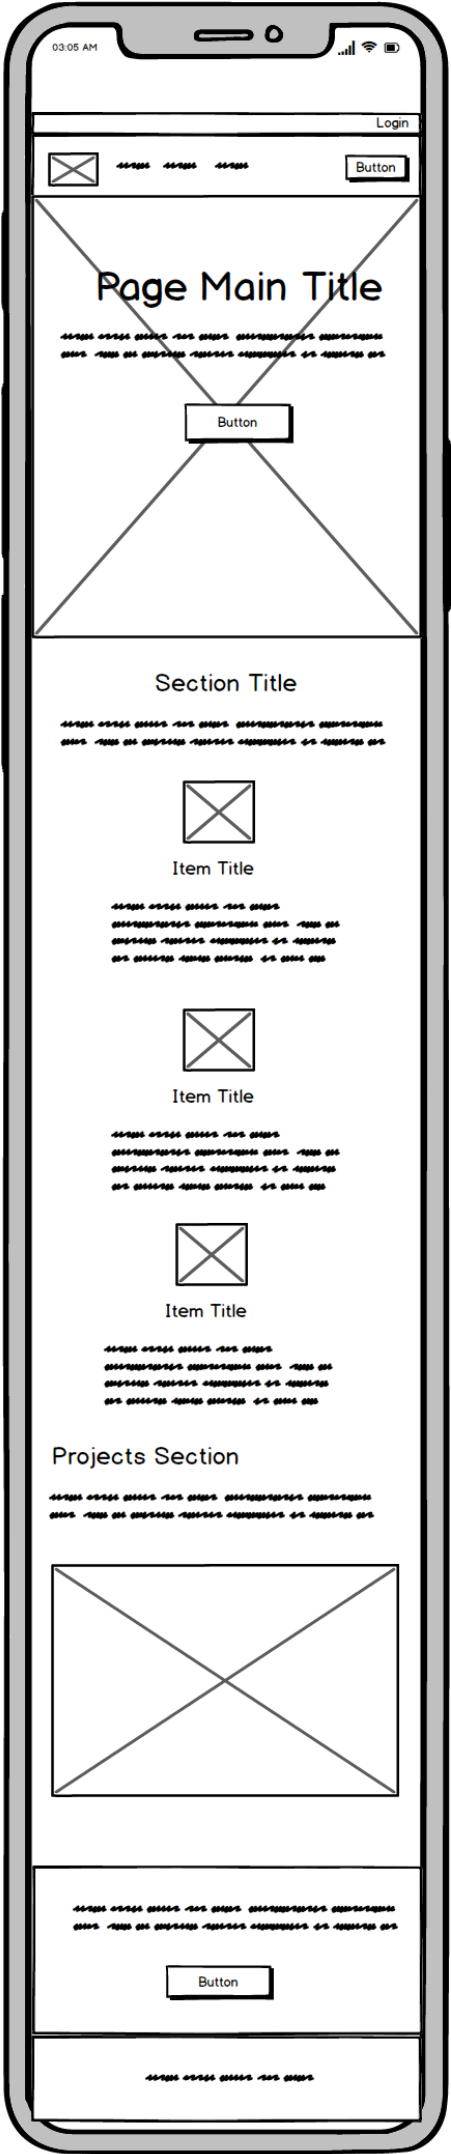 03:05 AM
Login
Button
Page Main Title
Button
Section Title
Item Title
Item Title
Item Title
Projects Section
Button